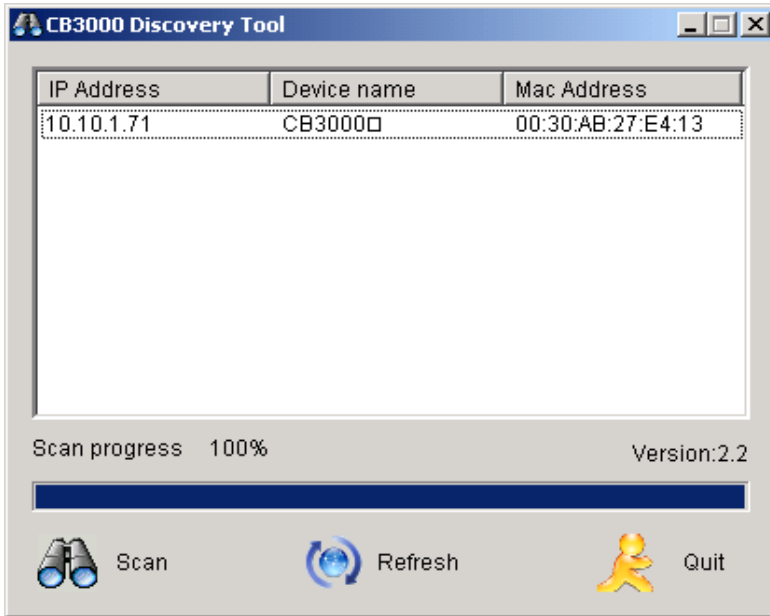 CB3000 Discovery Tool
IP Address Device name Mac Address
10.10.1.71 CB3000□ 00:30:AB:27:E4:13
Scan progress 100% Version:2.2
Scan Refresh Quit